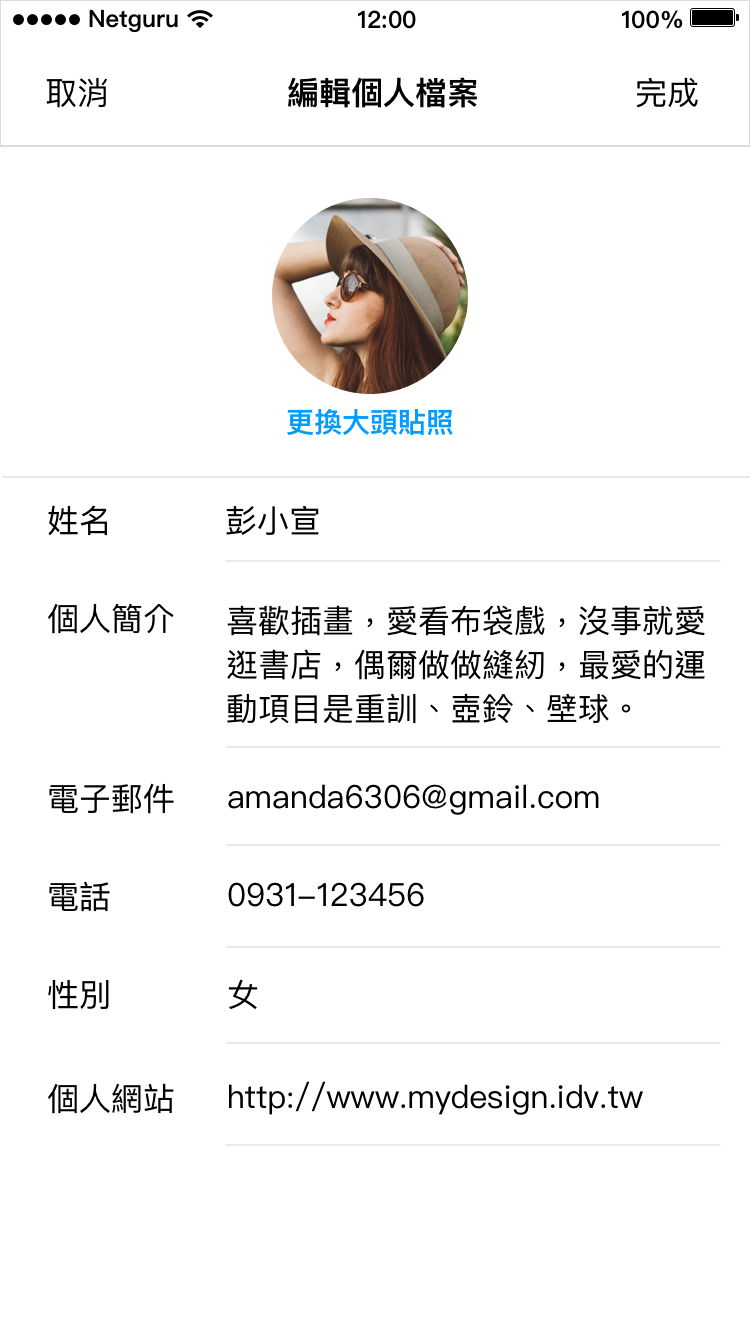 ●●●●● Netguru 12:00 100%
取消 編輯個人檔案 完成
更換大頭貼照
姓名 彭小宣
個人簡介 喜歡插畫，愛看布袋戲，沒事就愛
逛書店，偶爾做做縫紉，最愛的運
動項目是重訓、壺鈴、壁球。
電子郵件 amanda6306@gmail.com
電話 0931-123456
性別 女
個人網站 http://www.mydesign.idv.tw